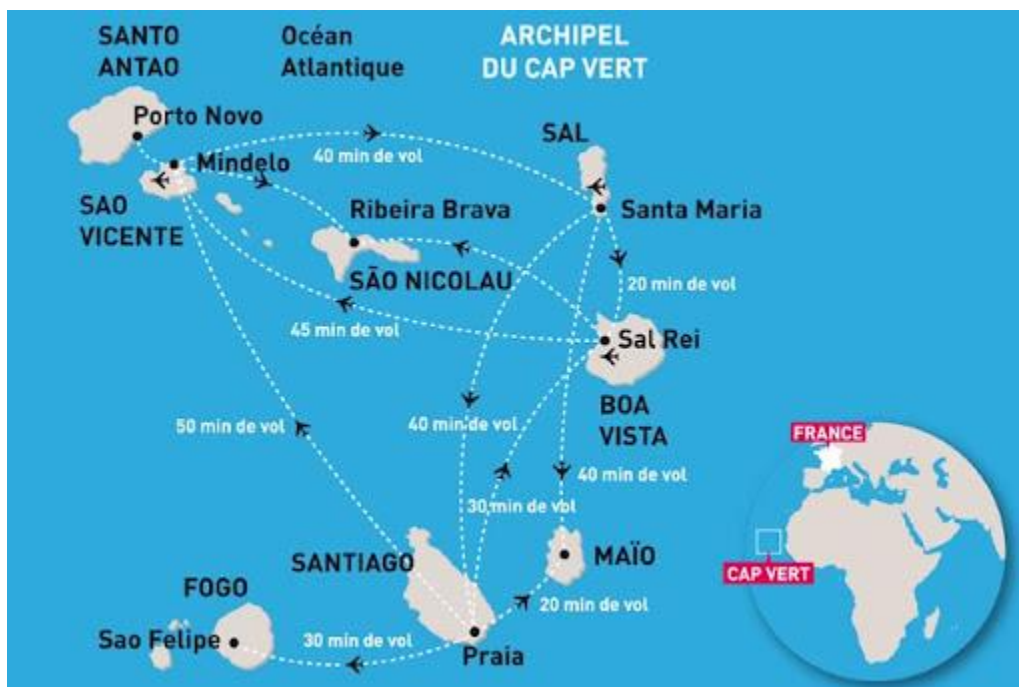 SANTO
ANTAO
Océan
Atlantique
ARCHIPEL
DU CAP VERT
Porto Novo
40 min de vol
SAL
Mindelo
SAO
VICENTE
Ribeira Brava
Santa Maria
SÃO NICOLAU
20 min de vol
45 min de vol
Sal Rei
BOA
VISTA
50 min de vol
40 min de vol
FRANCE
40 min de vol
30 min de vol
SANTIAGO
MAÏO
CAP VERT
FOGO
20 min de vol
Sao Felipe
30 min de vol
Praia